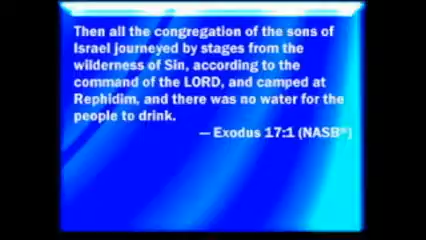 Then all the congregation of the sons of
Israel journeyed by stages from the
wilderness of Sin, according to the
command of the LORD, and camped at
Rephidim, and there was no water for the
people to drink.
— Exodus 17:1 (NASB®)